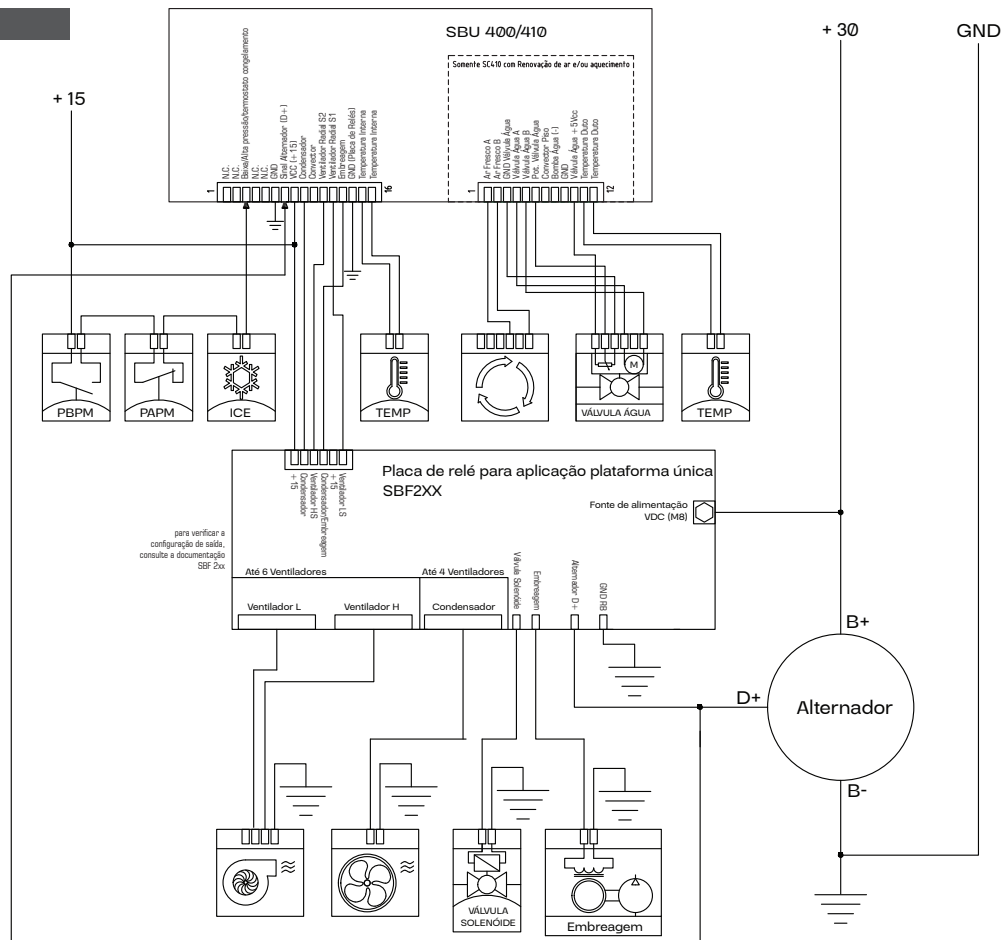 SBU 400/410
+ 30
GND
Somente SC410 com Renovação de ar e/ou aquecimento
+ 15
N.C.
N.C.
Baixa/Alta pressão/termostato congelamento
N.C.
N.C.
GND
Sinal Alternador (D+)
VCC (+ 15)
Condensador
Convector
Ventilador Radial S2
Ventilador Radial S1
Embreagem
GND (Placa de Relés)
Temperatura Interna
Temperatura Interna
1
16
Ar Fresco A
Ar Fresco B
GND Válvula Água
Válvula Água A
Válvula Água B
Pos. Válvula Água
Convector Piso
Bomba Água (-)
GND
Válvula Água + 5Vcc
Temperatura Duto
Temperatura Duto
1
12
PBPM
PAPM
ICE
TEMP
M
VÁLVULA ÁGUA
TEMP
Placa de relé para aplicação plataforma única
SBF2XX
+ 15
Condensador
Ventilador HS
Condensador/Embreagem
+ 15
Ventilador LS
Fonte de alimentação
VDC (M8)
para verificar a
configuração de saída,
consulte a documentação
SBF 2xx
Até 6 Ventiladores
Até 4 Ventiladores
Ventilador L
Ventilador H
Condensador
Válvula Solenóide
Embreagem
Alternador D+
GND RB
B+
D+
Alternador
B-
VÁLVULA
SOLENÓIDE
Embreagem